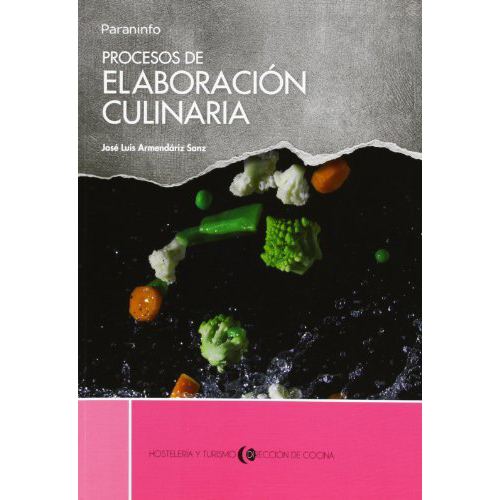 Paraninfo
PROCESOS DE
ELABORACIÓN
CULINARIA
José Luis Armendáriz Sanz
HOSTELERÍA Y TURISMO DIRECCIÓN DE COCINA